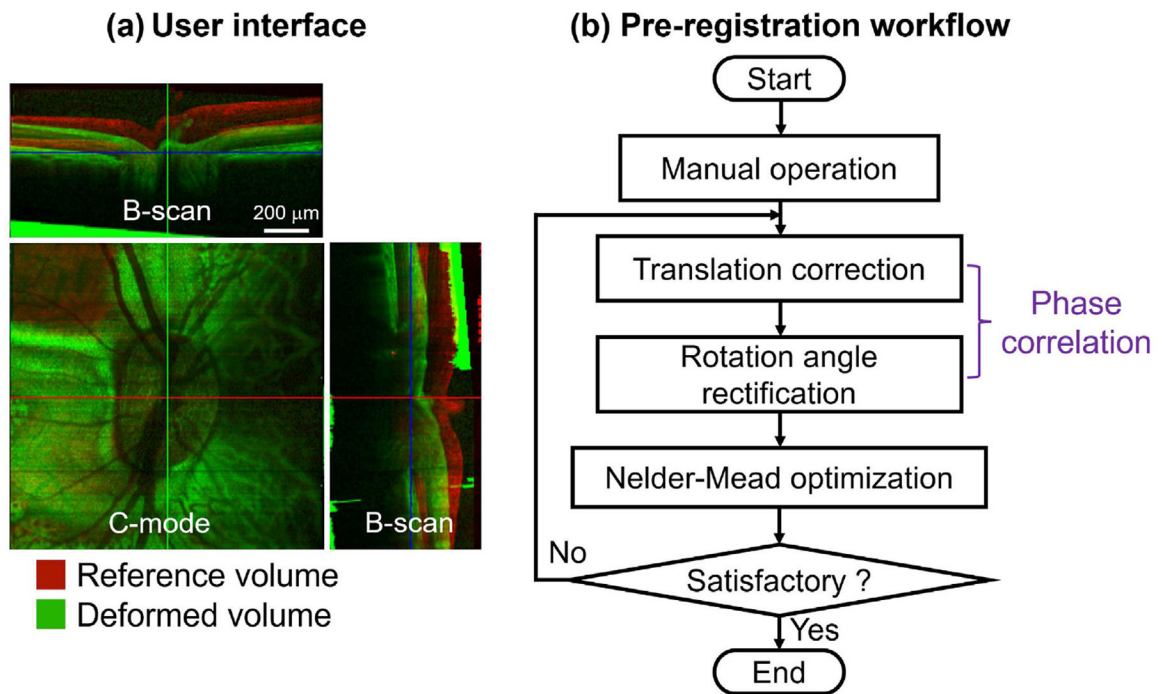 (a) User interface
B-scan
200 μm
C-mode
B-scan
Reference volume
Deformed volume
(b) Pre-registration workflow
Start
Manual operation
Translation correction
Rotation angle
rectification
Phase
correlation
Nelder-Mead optimization
No
Satisfactory ?
Yes
End